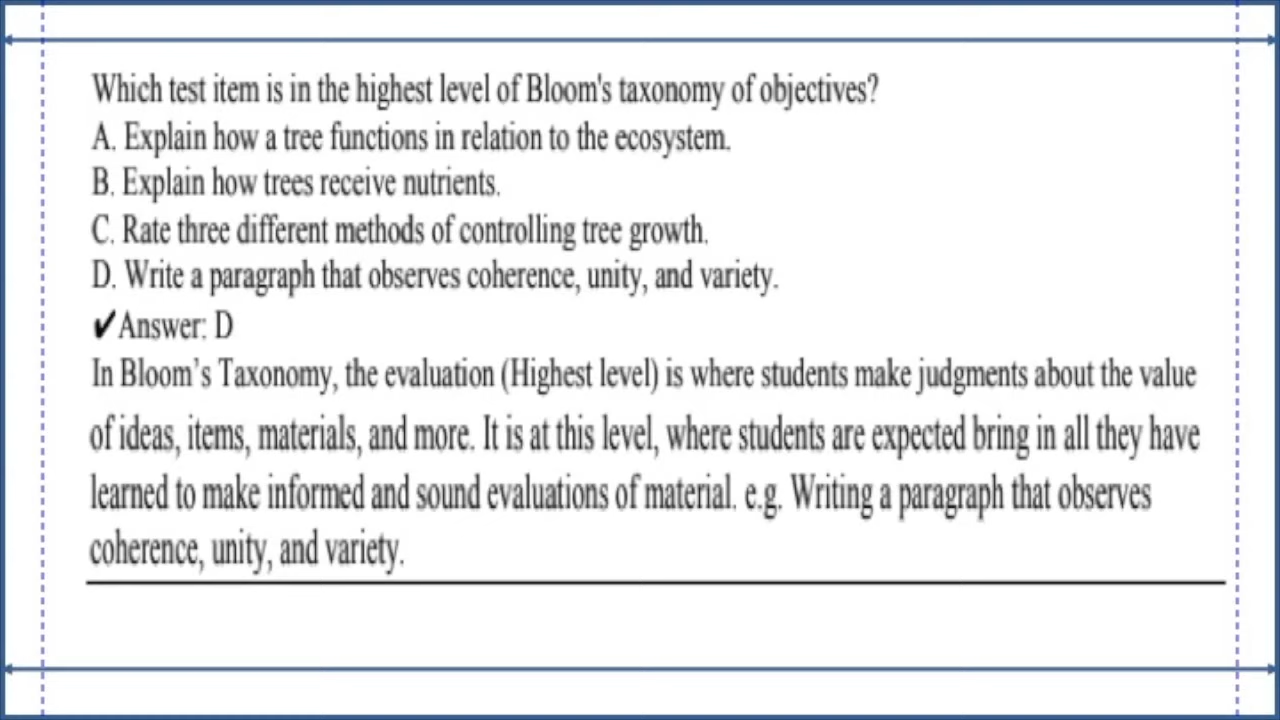 Which test item is in the highest level of Bloom's taxonomy of objectives?
A. Explain how a tree functions in relation to the ecosystem.
B. Explain how trees receive nutrients.
C. Rate three different methods of controlling tree growth.
D. Write a paragraph that observes coherence, unity, and variety.
✔Answer: D
In Bloom’s Taxonomy, the evaluation (Highest level) is where students make judgments about the value
of ideas, items, materials, and more. It is at this level, where students are expected bring in all they have
learned to make informed and sound evaluations of material. e.g. Writing a paragraph that observes
coherence, unity, and variety.